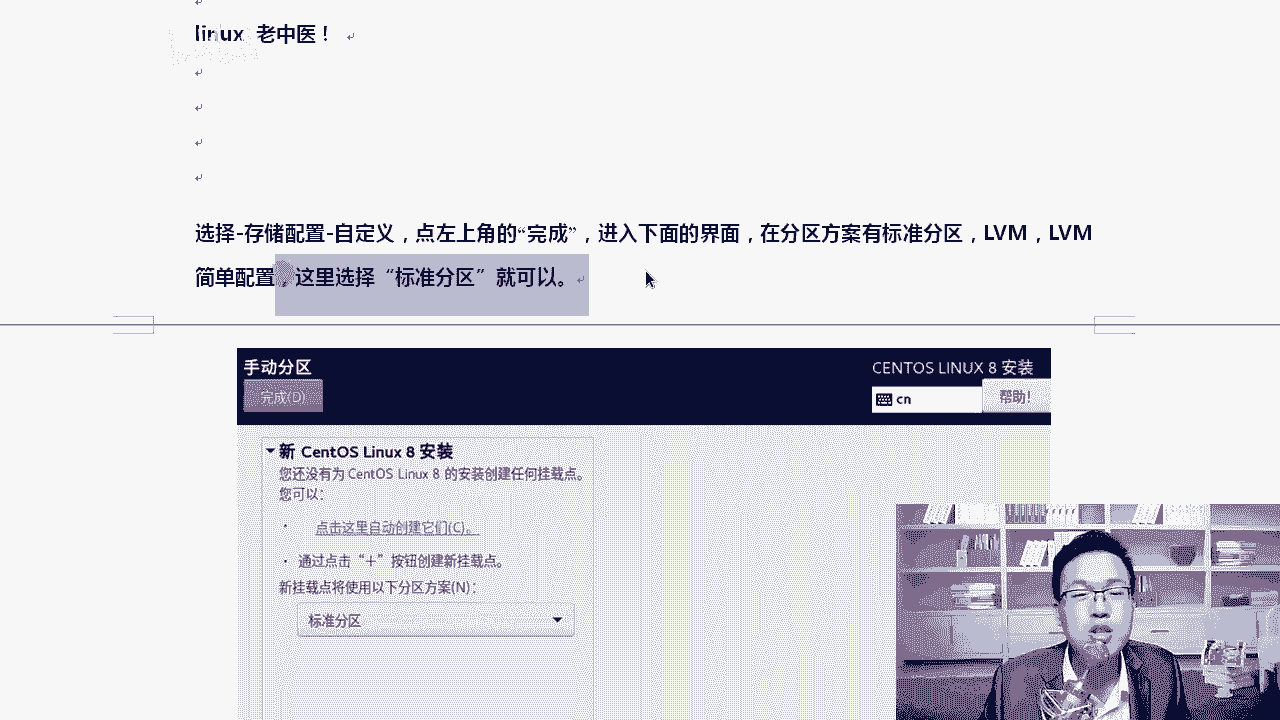 linux 老中医！
选择-存储配置-自定义，点左上角的“完成”，进入下面的界面，在分区方案有标准分区，LVM，LVM
简单配置，这里选择“标准分区”就可以。
手动分区
CENTOS LINUX 8 安装
完成(D)
cn
帮助!
新 CentOS Linux 8 安装
您还没有为 CentOS Linux 8 的安装创建任何挂载点。
您可以：
• 点击这里自动创建它们(C)。
• 通过点击“＋”按钮创建新挂载点。
新挂载点将使用以下分区方案(N)：
标准分区